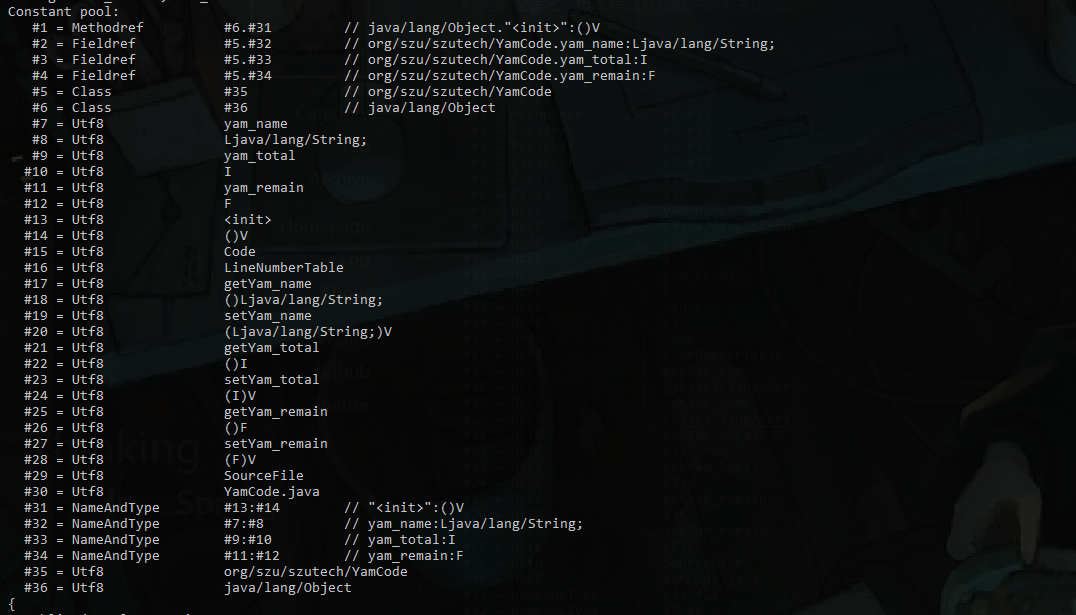 Constant pool:
#1 = Methodref #6.#31 // java/lang/Object."<init>":()V
#2 = Fieldref #5.#32 // org/szu/szutech/YamCode.yam_name:Ljava/lang/String;
#3 = Fieldref #5.#33 // org/szu/szutech/YamCode.yam_total:I
#4 = Fieldref #5.#34 // org/szu/szutech/YamCode.yam_remain:F
#5 = Class #35 // org/szu/szutech/YamCode
#6 = Class #36 // java/lang/Object
#7 = Utf8 yam_name
#8 = Utf8 Ljava/lang/String;
#9 = Utf8 yam_total
#10 = Utf8 I
#11 = Utf8 yam_remain
#12 = Utf8 F
#13 = Utf8 <init>
#14 = Utf8 ()V
#15 = Utf8 Code
#16 = Utf8 LineNumberTable
#17 = Utf8 getYam_name
#18 = Utf8 ()Ljava/lang/String;
#19 = Utf8 setYam_name
#20 = Utf8 (Ljava/lang/String;)V
#21 = Utf8 getYam_total
#22 = Utf8 ()I
#23 = Utf8 setYam_total
#24 = Utf8 (I)V
#25 = Utf8 getYam_remain
#26 = Utf8 ()F
#27 = Utf8 setYam_remain
#28 = Utf8 (F)V
#29 = Utf8 SourceFile
#30 = Utf8 YamCode.java
#31 = NameAndType #13:#14 // "<init>":()V
#32 = NameAndType #7:#8 // yam_name:Ljava/lang/String;
#33 = NameAndType #9:#10 // yam_total:I
#34 = NameAndType #11:#12 // yam_remain:F
#35 = Utf8 org/szu/szutech/YamCode
#36 = Utf8 java/lang/Object
{